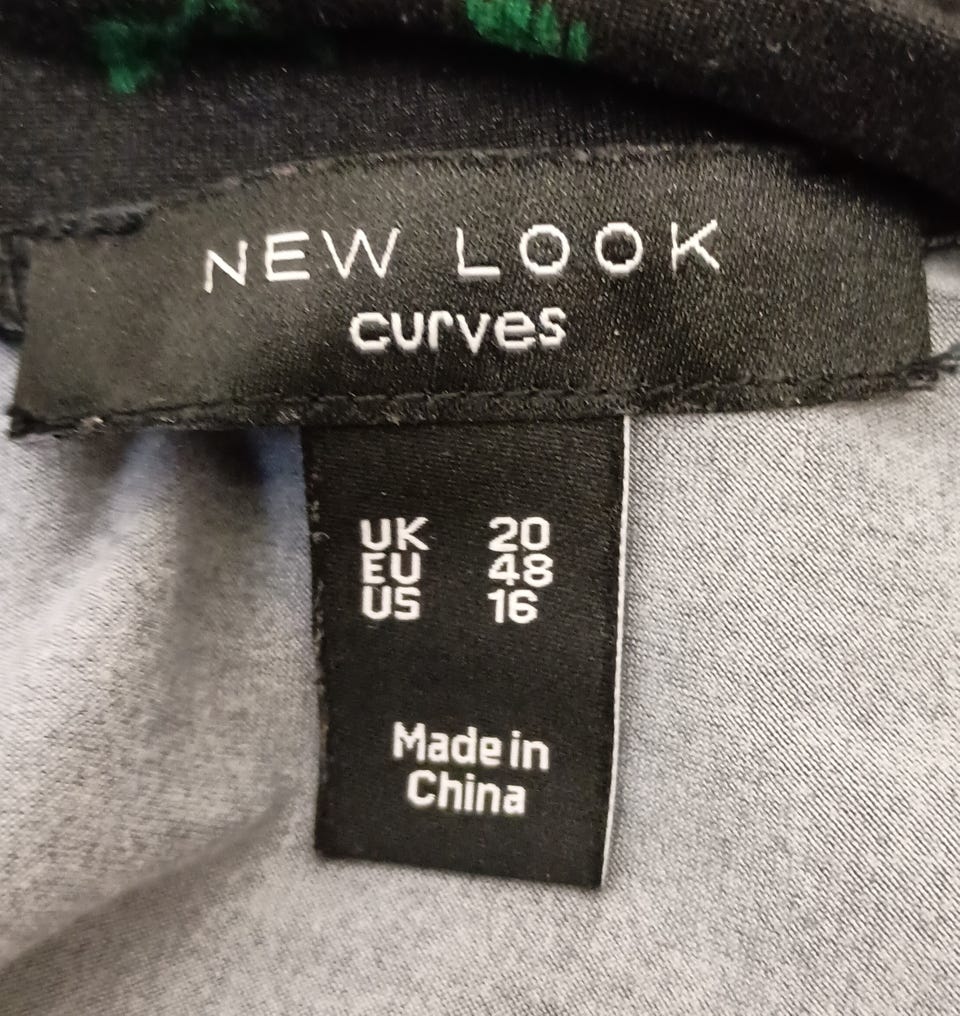 NEW LOOK
curves
UK 20
EU 48
US 16
Made in
China